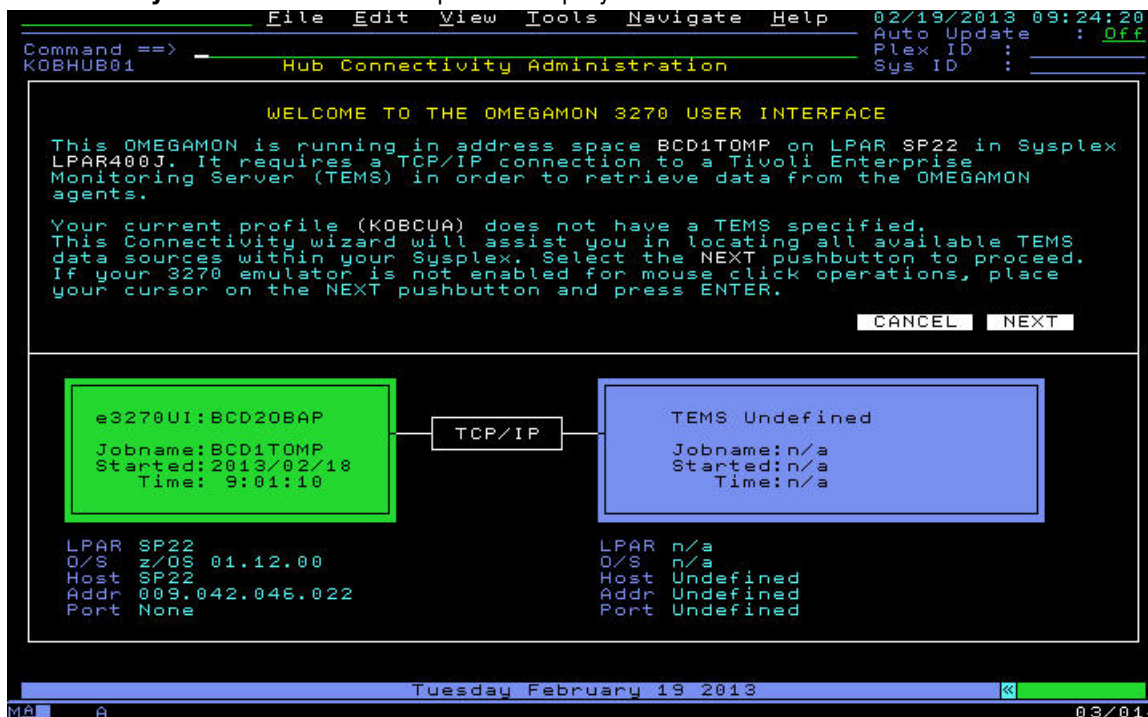 File Edit View Tools Navigate Help 02/19/2013 09:24:20
Auto Update : Off
Command ==> _ Plex ID :
KOBHUB01 Hub Connectivity Administration Sys ID :
WELCOME TO THE OMEGAMON 3270 USER INTERFACE
This OMEGAMON is running in address space BCD1TOMP on LPAR SP22 in Sysplex
LPAR400J. It requires a TCP/IP connection to a Tivoli Enterprise
Monitoring Server (TEMS) in order to retrieve data from the OMEGAMON
agents.
Your current profile (KOBCUA) does not have a TEMS specified.
This Connectivity wizard will assist you in locating all available TEMS
data sources within your Sysplex. Select the NEXT pushbutton to proceed.
If your 3270 emulator is not enabled for mouse click operations, place
your cursor on the NEXT pushbutton and press ENTER.
CANCEL NEXT
e3270UI:BCD2OBAP
Jobname:BCD1TOMP
Started:2013/02/18
Time: 9:01:10
TCP/IP
TEMS Undefined
Jobname:n/a
Started:n/a
Time:n/a
LPAR SP22
O/S z/OS 01.12.00
Host SP22
Addr 009.042.046.022
Port None
LPAR n/a
O/S n/a
Host Undefined
Addr Undefined
Port Undefined
Tuesday February 19 2013 «
MA A 03/01